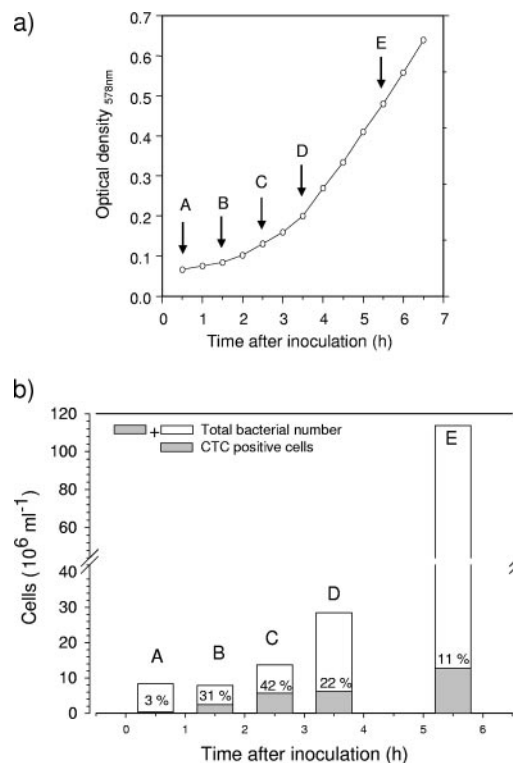 a)
Optical density 578nm
0.7
0.6
0.5
0.4
0.3
0.2
0.1
0.0
A
B
C
D
E
0 1 2 3 4 5 6 7
Time after inoculation (h)
b)
Cells (10⁶ ml⁻¹)
120
100
80
60
40
30
20
10
0
+ Total bacterial number
CTC positive cells
A
B
C
D
E
3 %
31 %
42 %
22 %
11 %
0 1 2 3 4 5 6
Time after inoculation (h)